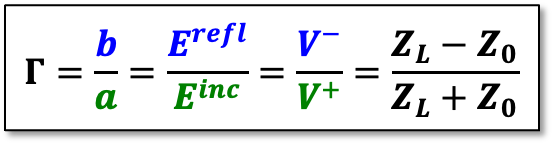 Γ = b/a = E^refl/E^inc = V^−/V^+ = (Z_L − Z_0)/(Z_L + Z_0)